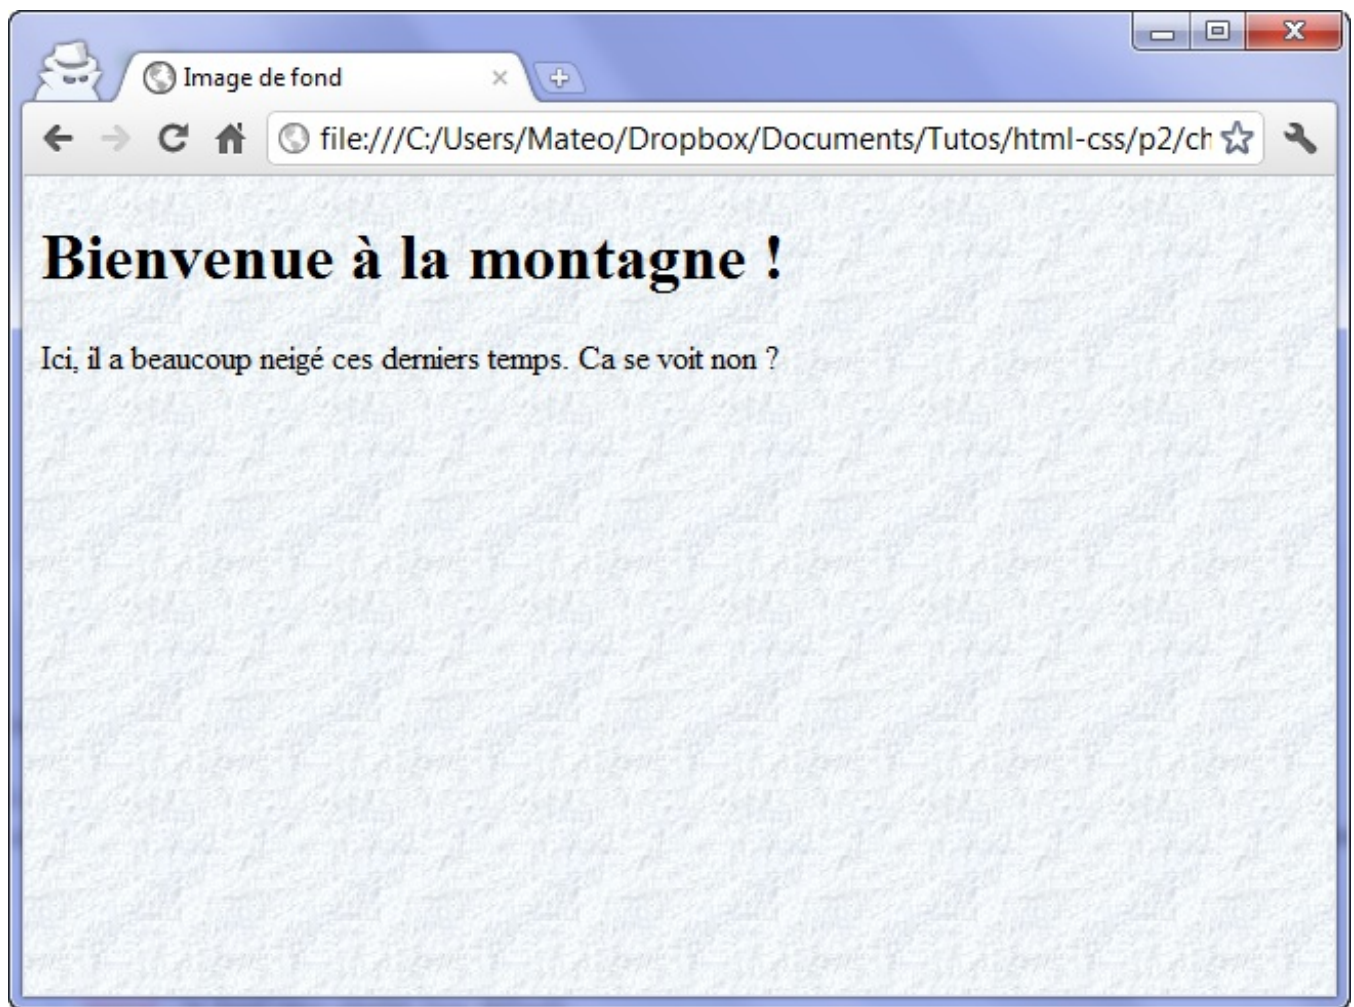 Image de fond
file:///C:/Users/Mateo/Dropbox/Documents/Tutos/html-css/p2/ch
Bienvenue à la montagne !
Ici, il a beaucoup neigé ces derniers temps. Ca se voit non ?